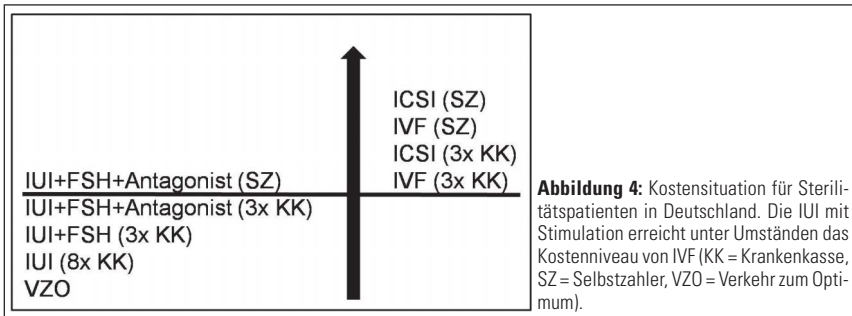 IUI+FSH+Antagonist (SZ)
IUI+FSH+Antagonist (3x KK)
IUI+FSH (3x KK)
IUI (8x KK)
VZO
ICSI (SZ)
IVF (SZ)
ICSI (3x KK)
IVF (3x KK)
Abbildung 4: Kostensituation für Sterili-
tätspatienten in Deutschland. Die IUI mit
Stimulation erreicht unter Umständen das
Kostenniveau von IVF (KK = Krankenkasse,
SZ = Selbstzahler, VZO = Verkehr zum Opti-
mum).